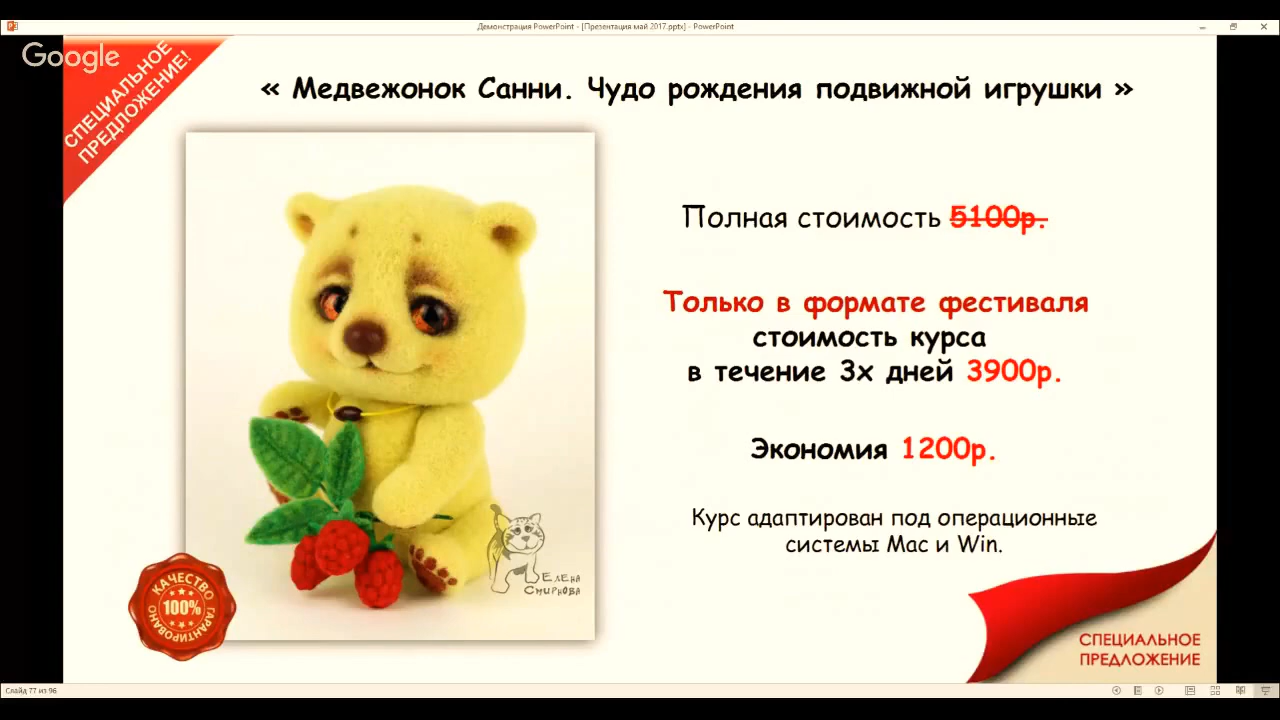 Демонстрация PowerPoint - [Презентация май 2017.pptx] - PowerPoint
Google
СПЕЦИАЛЬНОЕ
ПРЕДЛОЖЕНИЕ!
« Медвежонок Санни. Чудо рождения подвижной игрушки »
Полная стоимость 5100р.
Только в формате фестиваля
стоимость курса
в течение 3х дней 3900р.
Экономия 1200р.
Курс адаптирован под операционные
системы Mac и Win.
Елена
Смирнова
КАЧЕСТВО
100%
ГАРАНТИРОВАНО
СПЕЦИАЛЬНОЕ
ПРЕДЛОЖЕНИЕ
Слайд 77 из 96